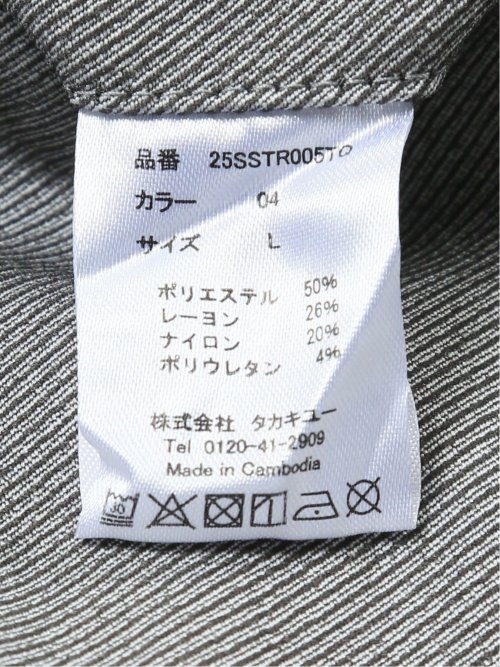 品番 25SSTR005TQ
カラー 04
サイズ L
ポリエステル 50%
レーヨン 26%
ナイロン 20%
ポリウレタン 4%
株式会社 タカキュー
Tel 0120-41-2909
Made in Cambodia
30